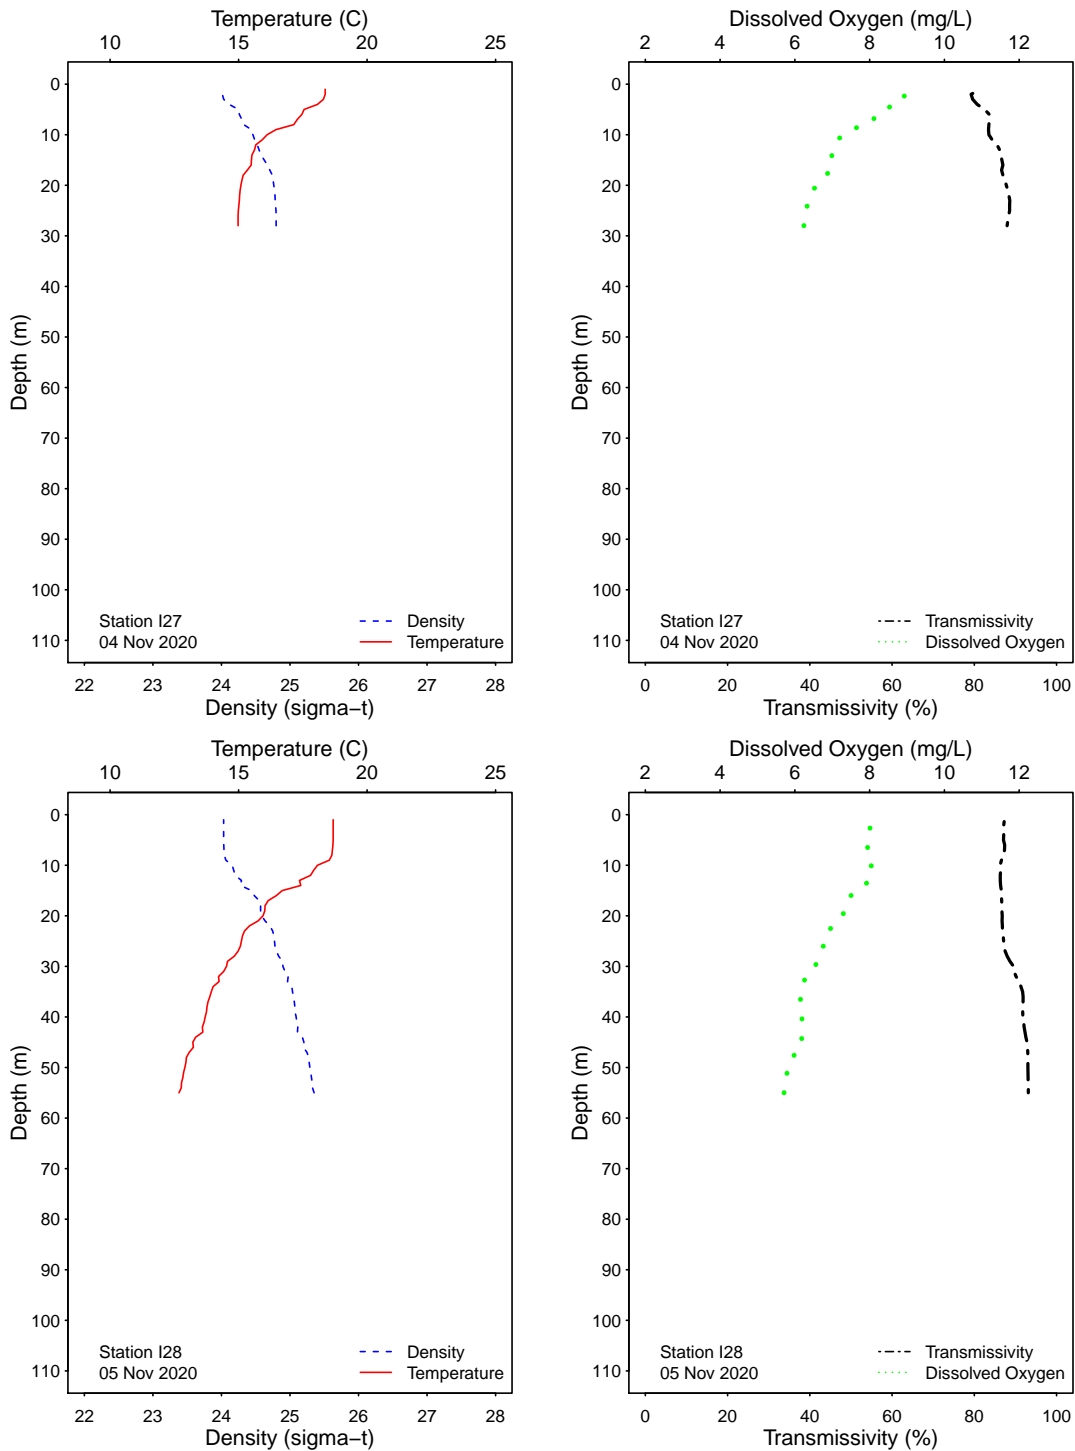 Temperature (C)
10 15 20 25
0
10
20
30
40
50
60
70
80
90
100
110
Depth (m)
Station I27
04 Nov 2020
Density
Temperature
22 23 24 25 26 27 28
Density (sigma−t)
Dissolved Oxygen (mg/L)
2 4 6 8 10 12
0
10
20
30
40
50
60
70
80
90
100
110
Depth (m)
Station I27
04 Nov 2020
Transmissivity
Dissolved Oxygen
0 20 40 60 80 100
Transmissivity (%)
Temperature (C)
10 15 20 25
0
10
20
30
40
50
60
70
80
90
100
110
Depth (m)
Station I28
05 Nov 2020
Density
Temperature
22 23 24 25 26 27 28
Density (sigma−t)
Dissolved Oxygen (mg/L)
2 4 6 8 10 12
0
10
20
30
40
50
60
70
80
90
100
110
Depth (m)
Station I28
05 Nov 2020
Transmissivity
Dissolved Oxygen
0 20 40 60 80 100
Transmissivity (%)